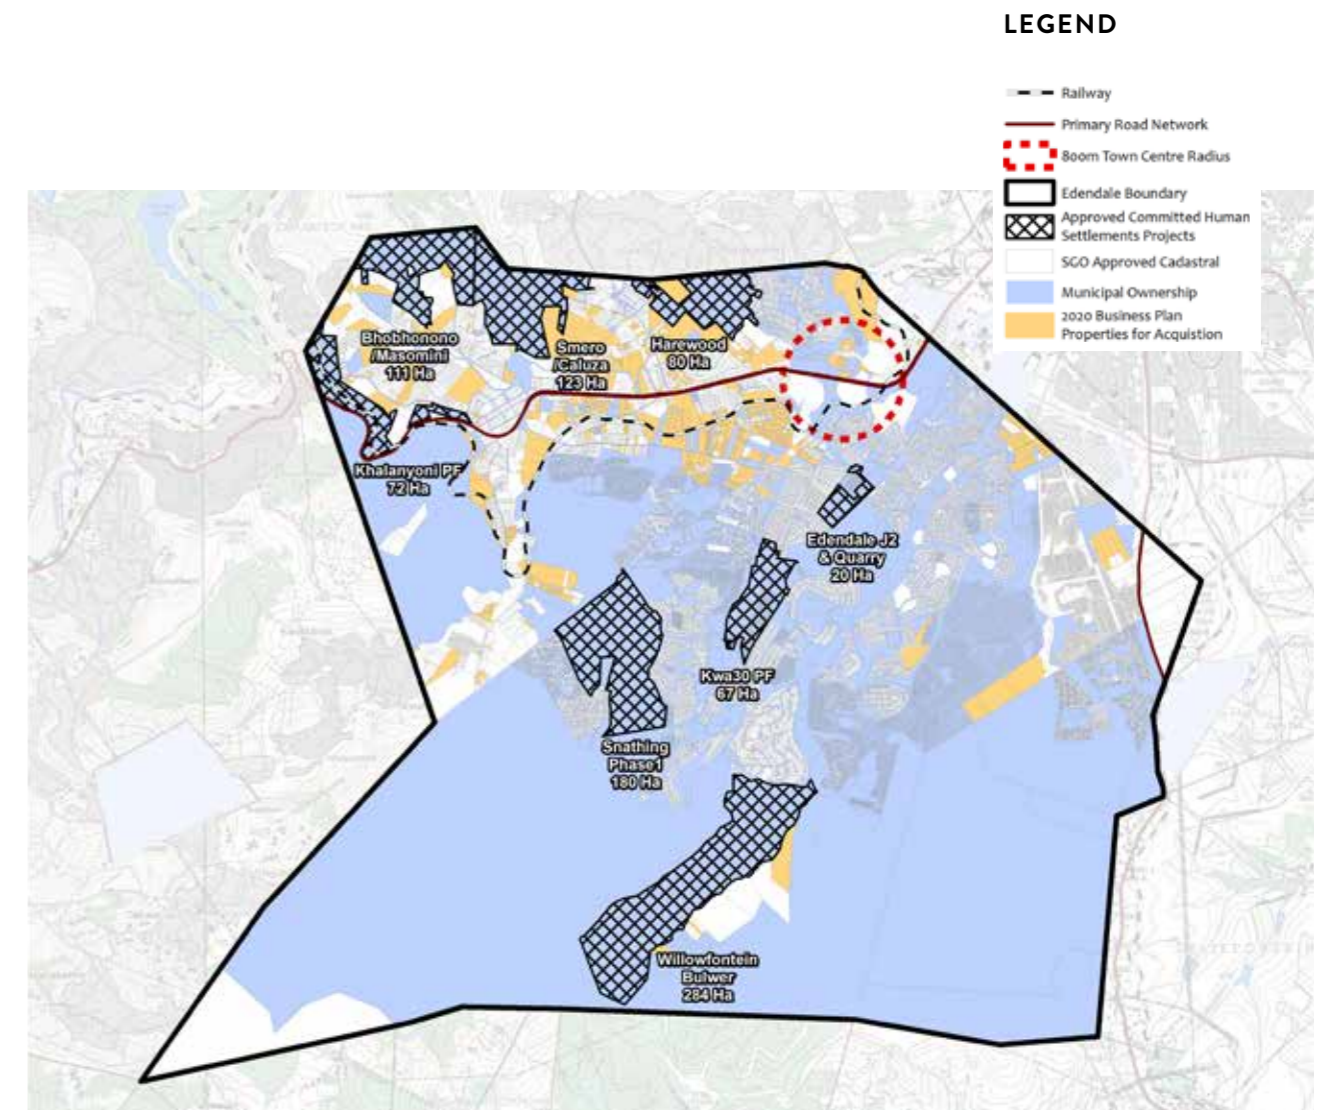 LEGEND
Railway
Primary Road Network
800m Town Centre Radius
Edendale Boundary
Approved Committed Human
Settlements Projects
SGO Approved Cadastral
Municipal Ownership
2020 Business Plan
Properties for Acquistion
Bhobhonono
/Masomini
111 Ha
Smero
/Caluza
123 Ha
Harewood
80 Ha
Khalanyoni PF
72 Ha
Edendale J2
& Quarry
20 Ha
Kwa30 PF
67 Ha
Snathing
Phase1
180 Ha
Willowfontein
Bulwer
284 Ha